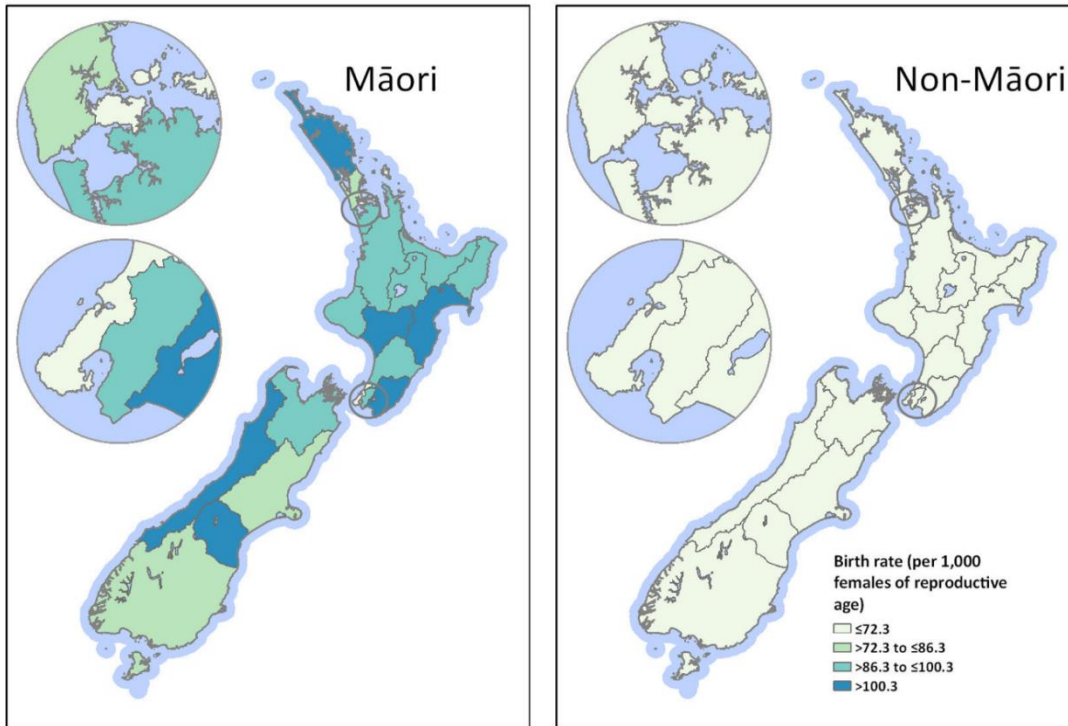 Māori
Non-Māori
Birth rate (per 1,000
females of reproductive
age)
≤72.3
>72.3 to ≤86.3
>86.3 to ≤100.3
>100.3